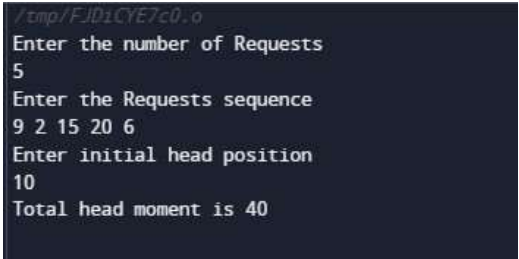 /tmp/FJDiCYE7c0.o
Enter the number of Requests
5
Enter the Requests sequence
9 2 15 20 6
Enter initial head position
10
Total head moment is 40